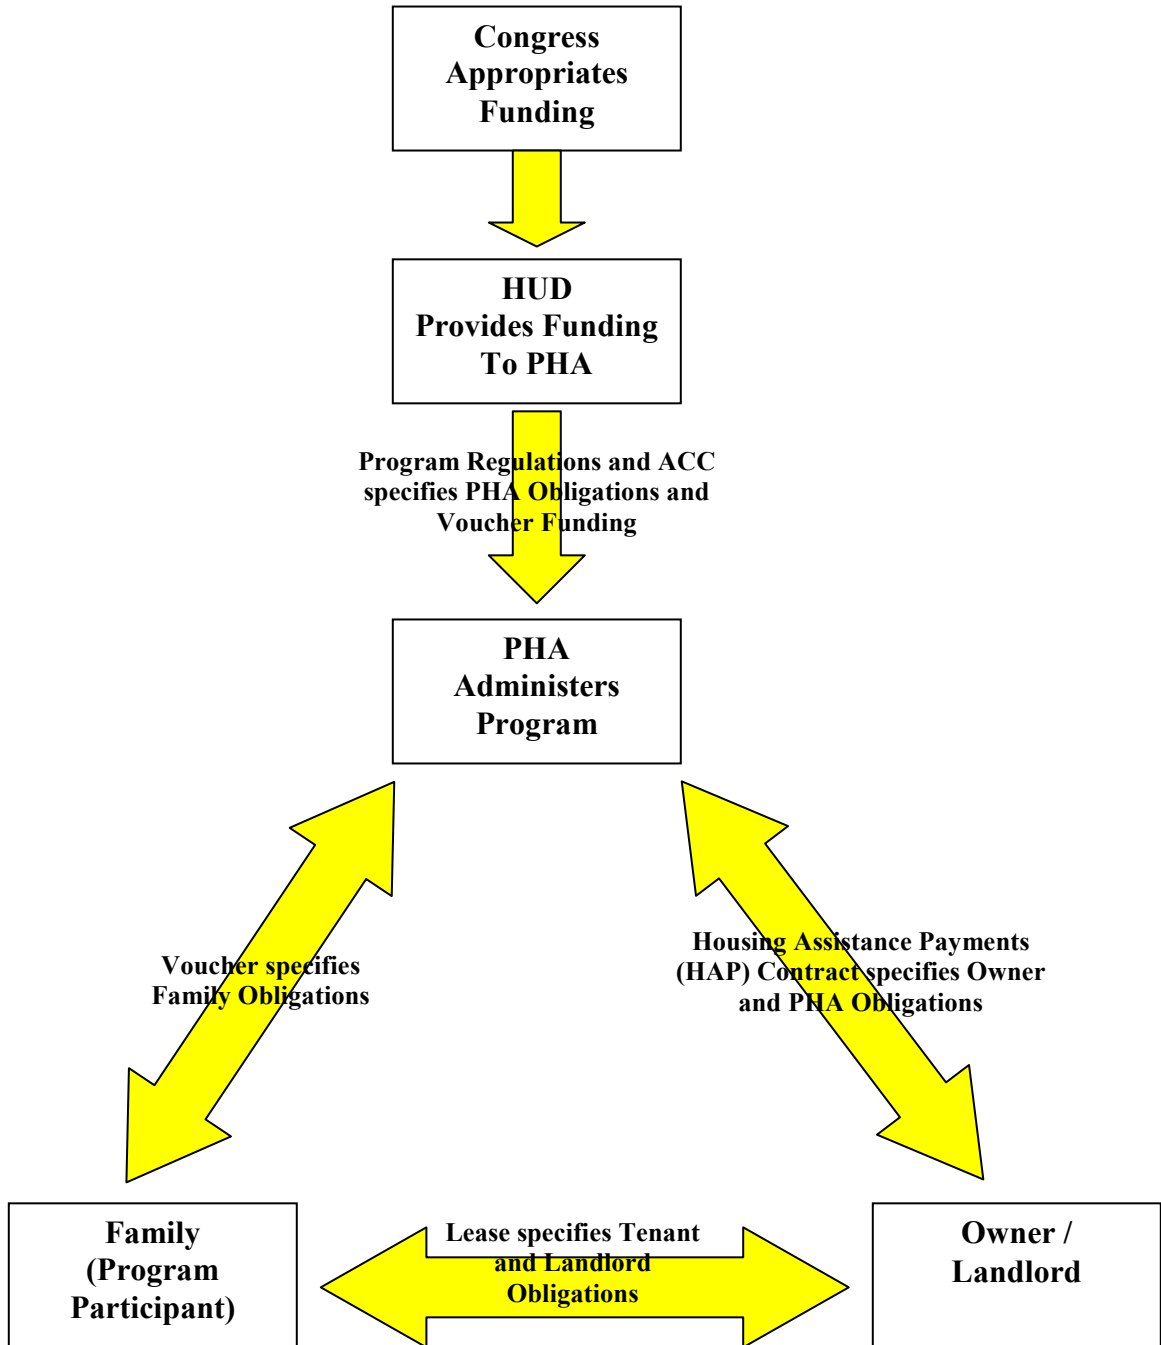 Congress
Appropriates
Funding
HUD
Provides Funding
To PHA
Program Regulations and ACC
specifies PHA Obligations and
Voucher Funding
PHA
Administers
Program
Voucher specifies
Family Obligations
Housing Assistance Payments
(HAP) Contract specifies Owner
and PHA Obligations
Family
(Program
Participant)
Lease specifies Tenant
and Landlord
Obligations
Owner /
Landlord